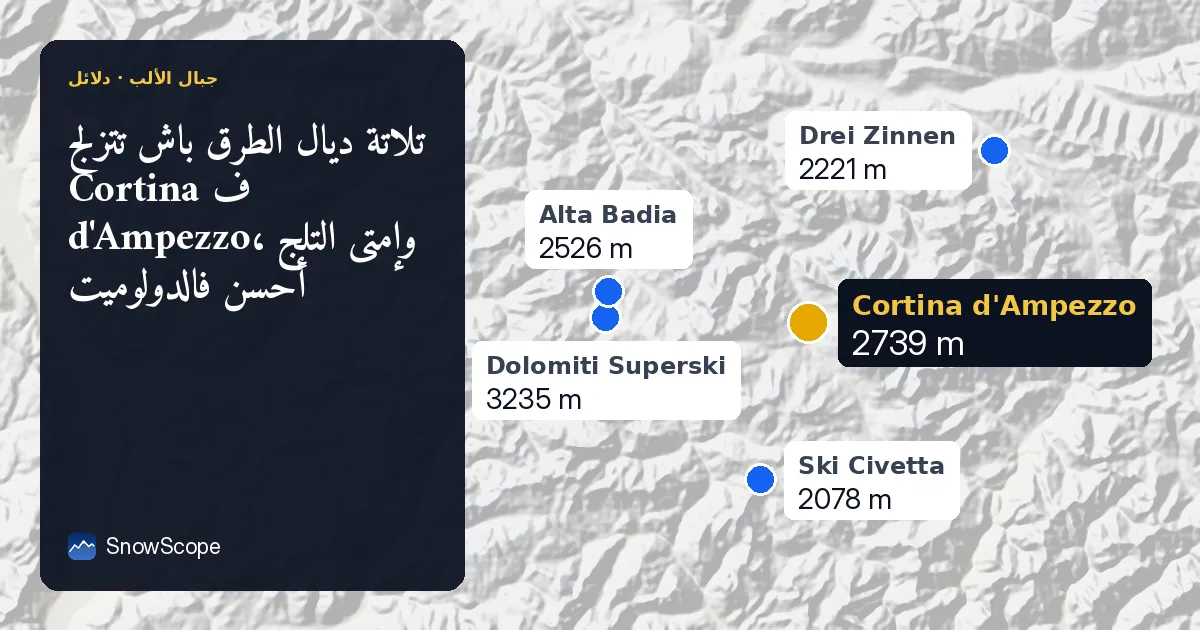 جبال الألب · دلائل
تلاتة ديال الطرق باش تتزلج
ف Cortina
d'Ampezzo، وإمتى التلج
أحسن فالدولوميت
SnowScope
Drei Zinnen
2221 m
Alta Badia
2526 m
Cortina d'Ampezzo
2739 m
Dolomiti Superski
3235 m
Ski Civetta
2078 m